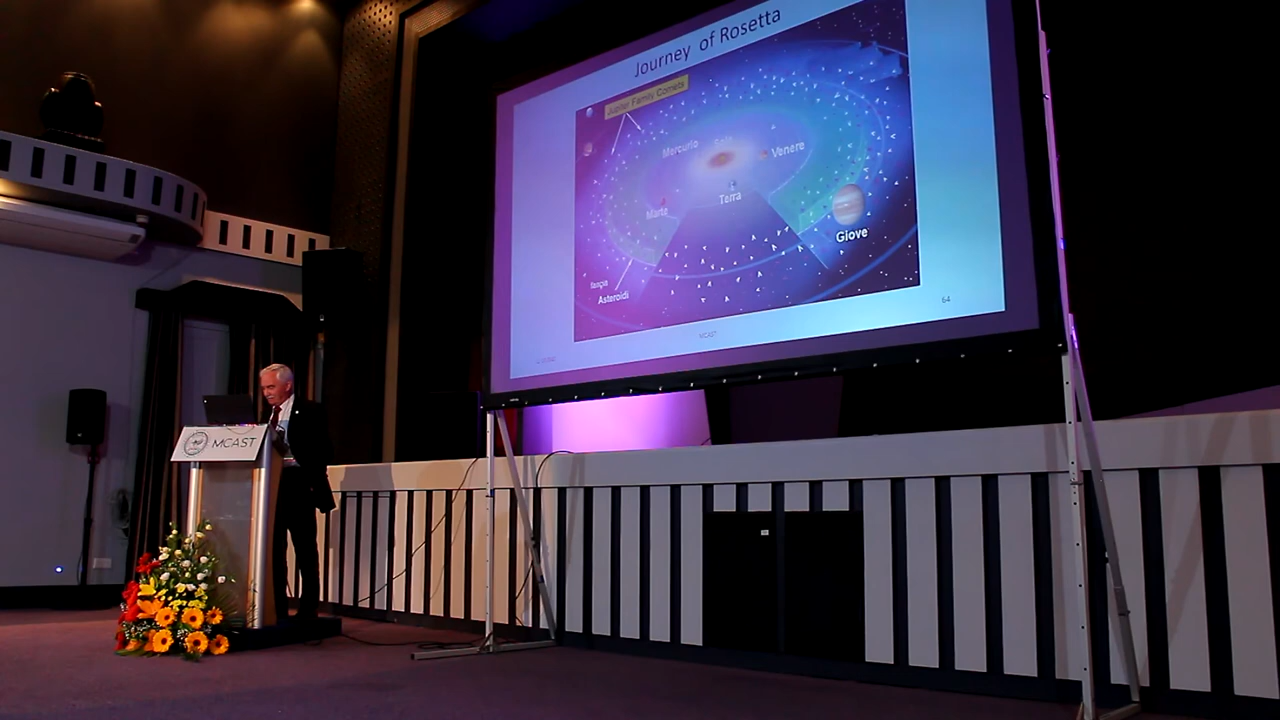 Journey of Rosetta
Jupiter Family Comets
Mercurio
Sole
Venere
Terra
Marte
Giove
fascia
Asteroidi
64
MCAST
MCAST